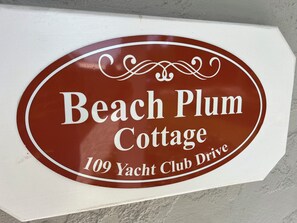 Beach Plum
Cottage
109 Yacht Club Drive